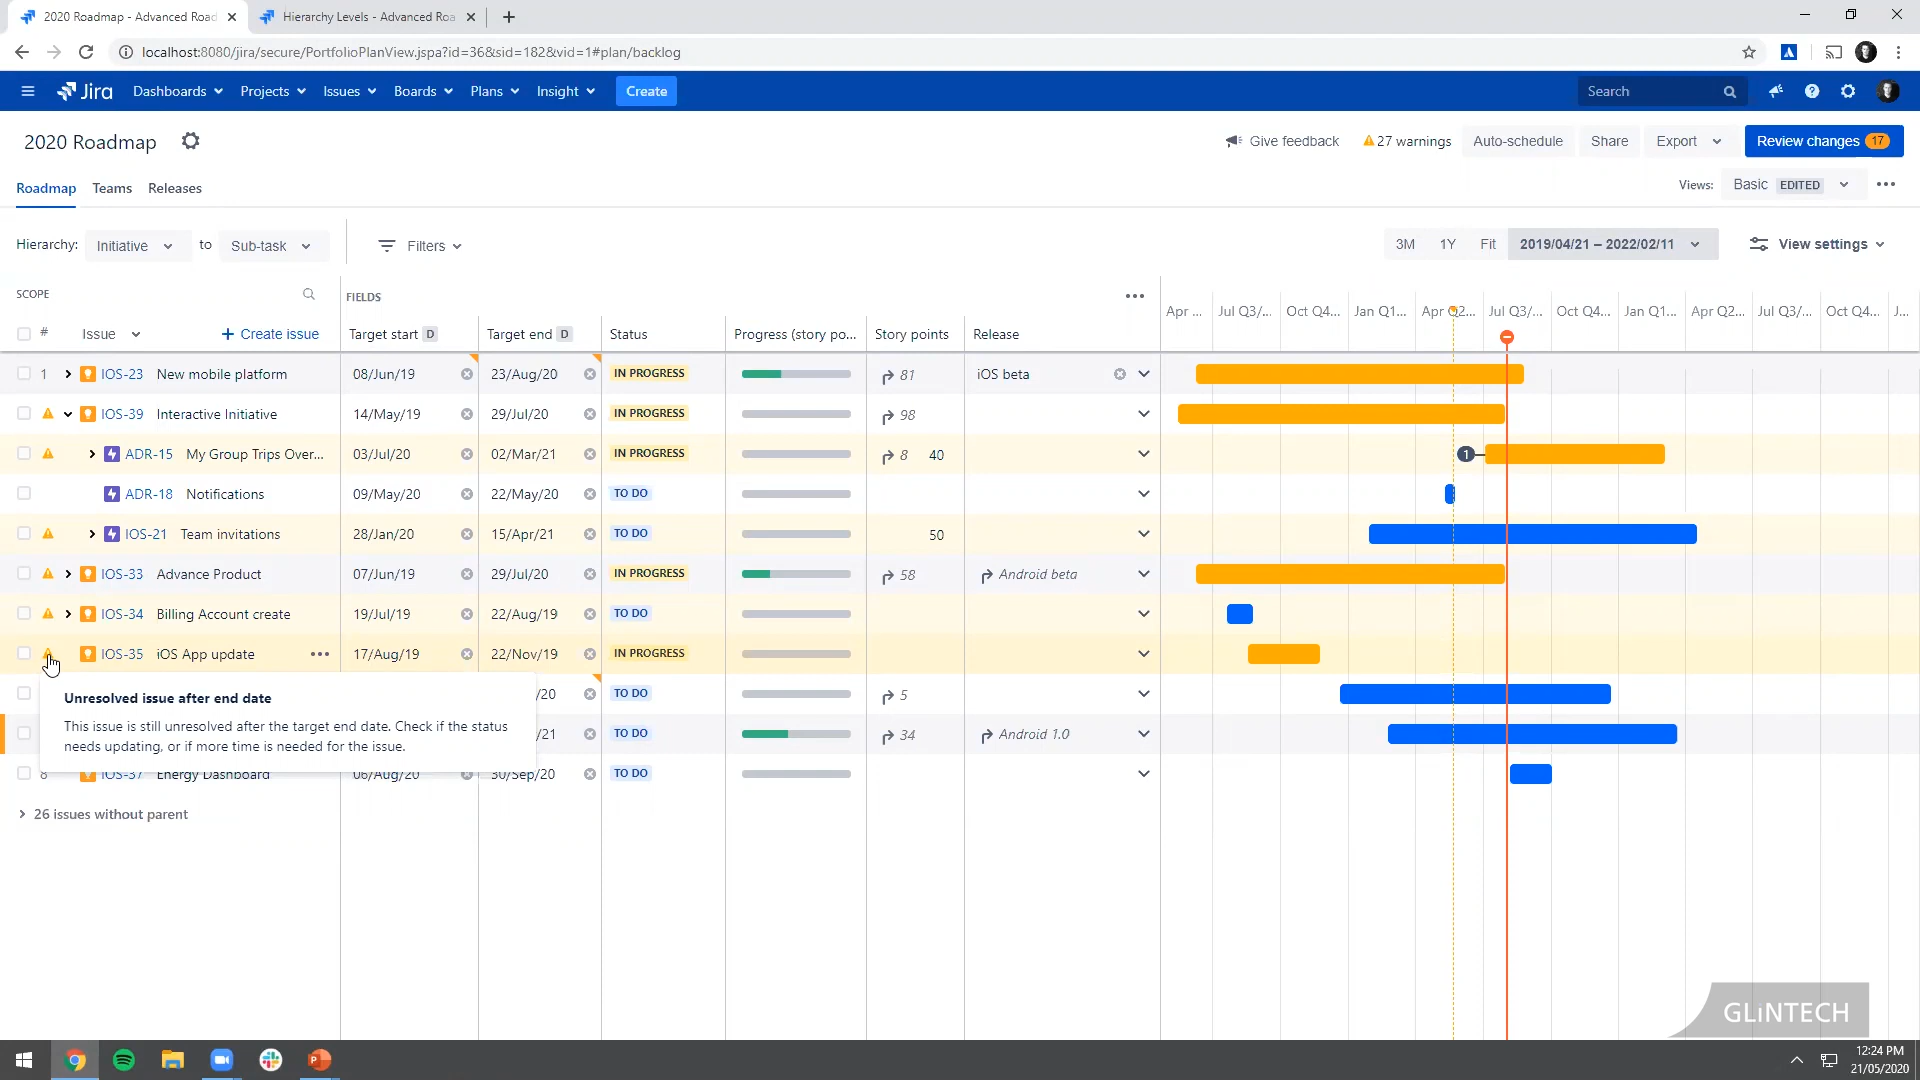 2020 Roadmap - Advanced Road
Hierarchy Levels - Advanced Roa
localhost:8080/jira/secure/PortfolioPlanView.jspa?id=36&sid=182&vid=1#plan/backlog
Jira Dashboards Projects Issues Boards Plans Insight Create Search
2020 Roadmap Give feedback 27 warnings Auto-schedule Share Export Review changes 17
Roadmap Teams Releases Views: Basic EDITED
Hierarchy: Initiative to Sub-task Filters 3M 1Y Fit 2019/04/21 – 2022/02/11 View settings
SCOPE FIELDS
Apr ... Jul Q3/... Oct Q4... Jan Q1... Apr Q2... Jul Q3/... Oct Q4... Jan Q1... Apr Q2... Jul Q3/... Oct Q4... J...
# Issue + Create issue Target start D Target end D Status Progress (story po... Story points Release
1 IOS-23 New mobile platform 08/Jun/19 23/Aug/20 IN PROGRESS 81 iOS beta
IOS-39 Interactive Initiative 14/May/19 29/Jul/20 IN PROGRESS 98
ADR-15 My Group Trips Over... 03/Jul/20 02/Mar/21 IN PROGRESS 8 40 1
ADR-18 Notifications 09/May/20 22/May/20 TO DO
IOS-21 Team invitations 28/Jan/20 15/Apr/21 TO DO 50
IOS-33 Advance Product 07/Jun/19 29/Jul/20 IN PROGRESS 58 Android beta
IOS-34 Billing Account create 19/Jul/19 22/Aug/19 TO DO
IOS-35 iOS App update 17/Aug/19 22/Nov/19 IN PROGRESS
/20 TO DO 5
/21 TO DO 34 Android 1.0
Unresolved issue after end date
This issue is still unresolved after the target end date. Check if the status
needs updating, or if more time is needed for the issue.
8 IOS-37 Energy Dashboard 06/Aug/20 30/Sep/20 TO DO
26 issues without parent
GLiNTECH
12:24 PM
21/05/2020